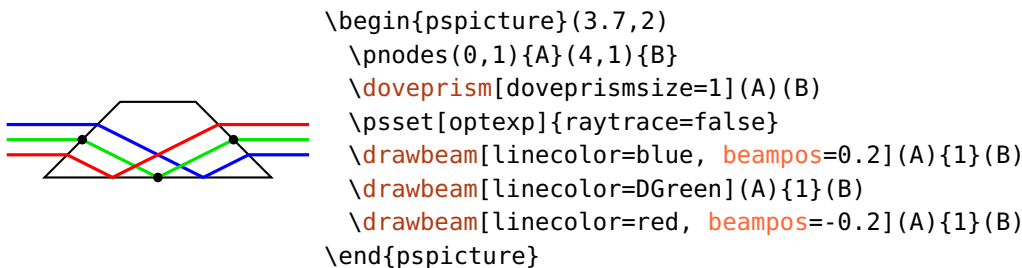 \begin{pspicture}(3.7,2)
\pnodes(0,1){A}(4,1){B}
\doveprism[doveprismsize=1](A)(B)
\psset[optexp]{raytrace=false}
\drawbeam[linecolor=blue, beampos=0.2](A){1}(B)
\drawbeam[linecolor=DGreen](A){1}(B)
\drawbeam[linecolor=red, beampos=-0.2](A){1}(B)
\end{pspicture}